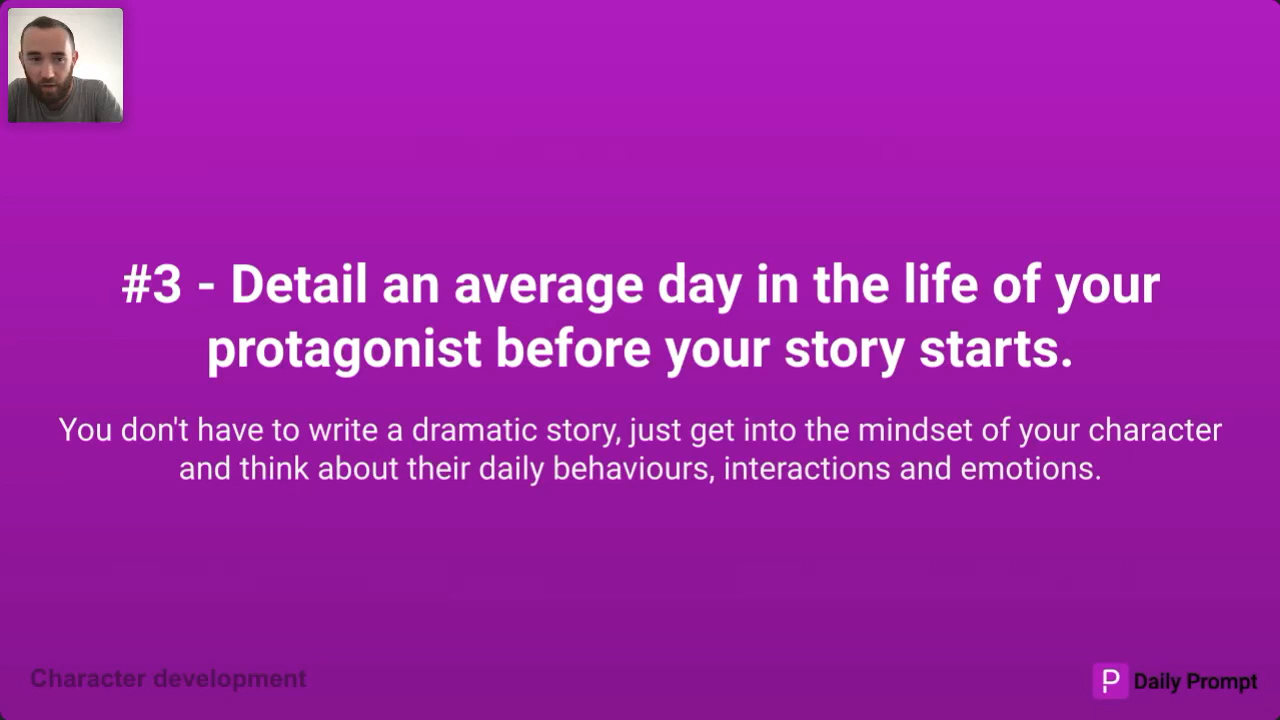 #3 - Detail an average day in the life of your
protagonist before your story starts.
You don't have to write a dramatic story, just get into the mindset of your character
and think about their daily behaviours, interactions and emotions.
Character development
P Daily Prompt